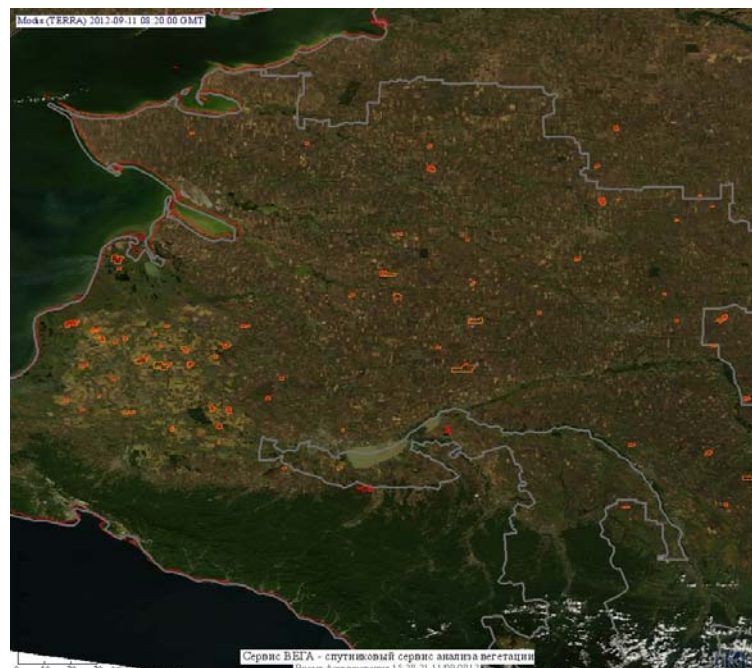 Modis (TERRA) 2012-09-11 08:20:00 GMT
Сервис ВЕГА - спутниковый сервис анализа вегетации